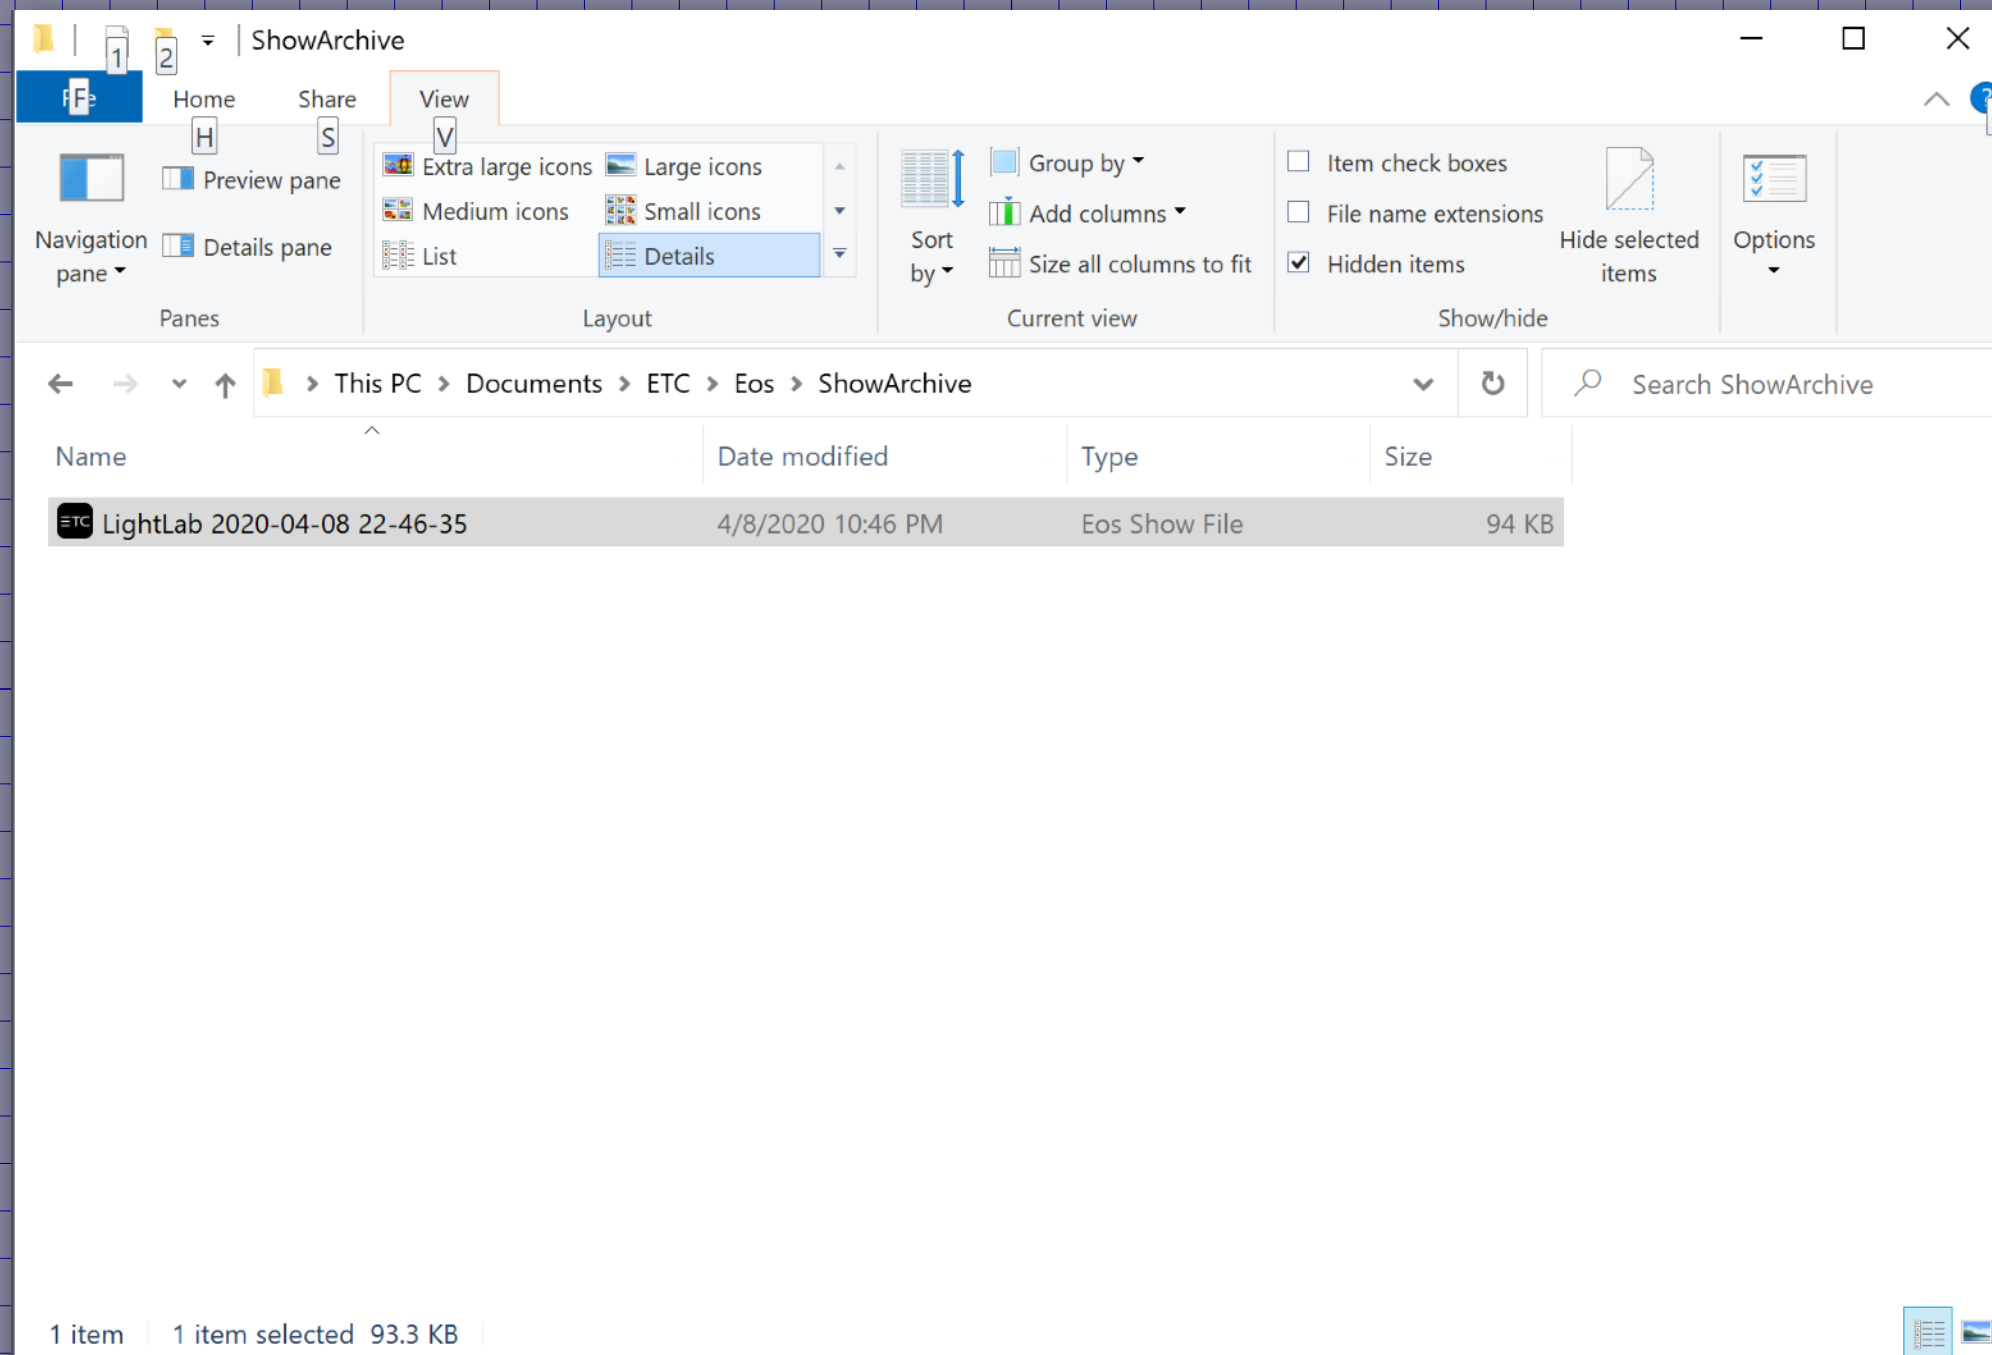 1 2 ShowArchive
F Home Share View
H S V
Navigation pane
Preview pane
Details pane
Panes
Extra large icons Large icons
Medium icons Small icons
List Details
Layout
Sort by
Group by
Add columns
Size all columns to fit
Current view
Item check boxes
File name extensions
Hidden items
Hide selected items
Show/hide
Options
This PC Documents ETC Eos ShowArchive
Search ShowArchive
Name Date modified Type Size
ETC LightLab 2020-04-08 22-46-35 4/8/2020 10:46 PM Eos Show File 94 KB
1 item 1 item selected 93.3 KB